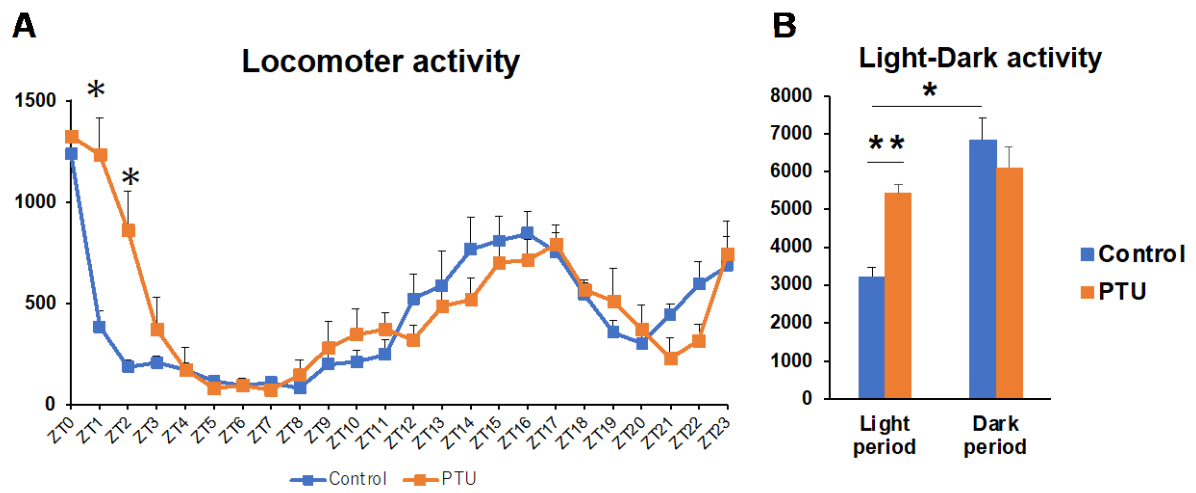 A
Locomoter activity
1500
1000
500
0
*
*
ZT0 ZT1 ZT2 ZT3 ZT4 ZT5 ZT6 ZT7 ZT8 ZT9 ZT10 ZT11 ZT12 ZT13 ZT14 ZT15 ZT16 ZT17 ZT18 ZT19 ZT20 ZT21 ZT22 ZT23
Control PTU
B
Light-Dark activity
8000
7000
6000
5000
4000
3000
2000
1000
0
*
**
Light period
Dark period
Control
PTU